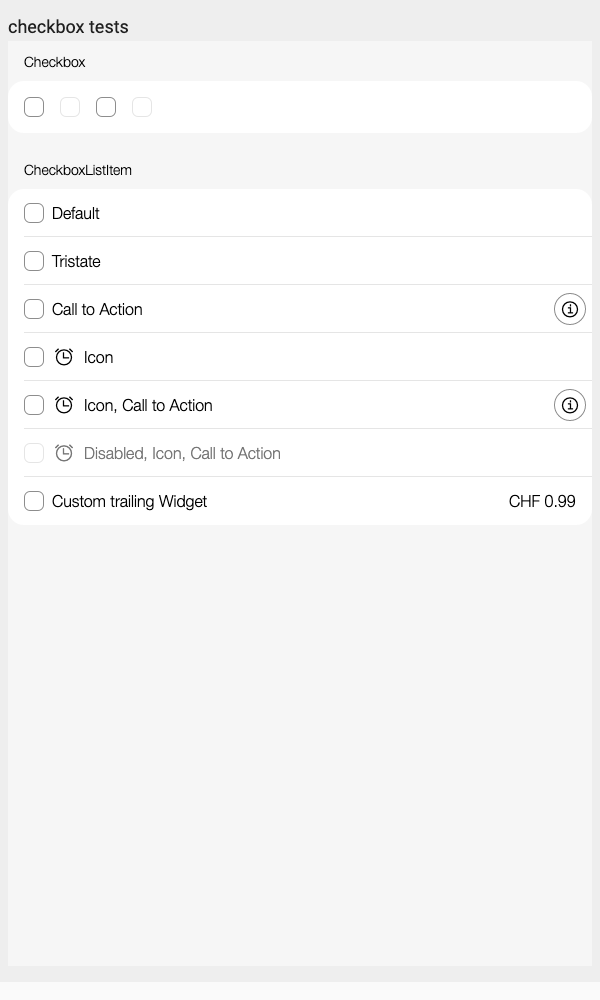 checkbox tests
Checkbox
CheckboxListItem
Default
Tristate
Call to Action
Icon
Icon, Call to Action
Disabled, Icon, Call to Action
Custom trailing Widget CHF 0.99